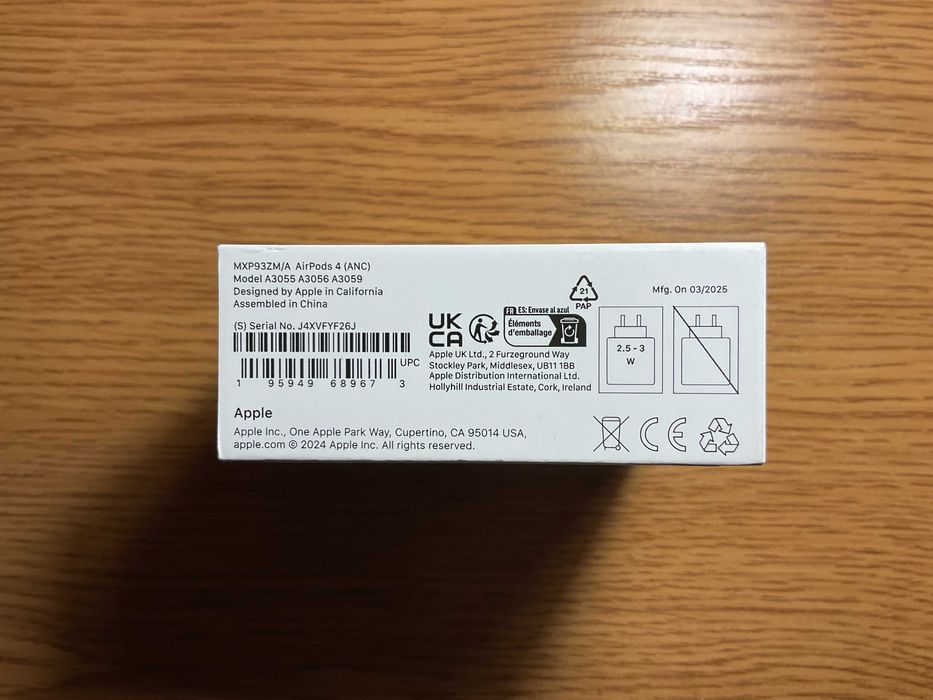 MXP93ZM/A AirPods 4 (ANC)
Model A3055 A3056 A3059
Designed by Apple in California
Assembled in China
(S) Serial No. J4XVFYF26J
UPC
1 95949 68967 3
Apple
Apple Inc., One Apple Park Way, Cupertino, CA 95014 USA,
apple.com © 2024 Apple Inc. All rights reserved.
UK
CA
FR ES: Envase al azul
Éléments
d'emballage
21
PAP
Apple UK Ltd., 2 Furzeground Way
Stockley Park, Middlesex, UB11 1BB
Apple Distribution International Ltd.
Hollyhill Industrial Estate, Cork, Ireland
Mfg. On 03/2025
2.5 - 3
W
CE